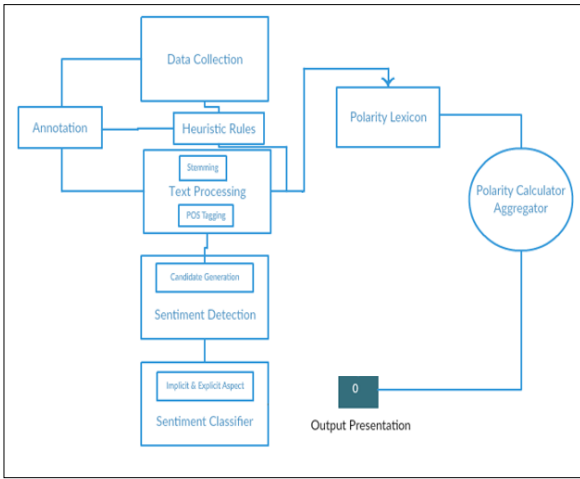 Data Collection
Annotation
Heuristic Rules
Polarity Lexicon
Stemming
Text Processing
POS Tagging
Polarity Calculator
Aggregator
Candidate Generation
Sentiment Detection
Implicit & Explicit Aspect
Sentiment Classifier
0
Output Presentation